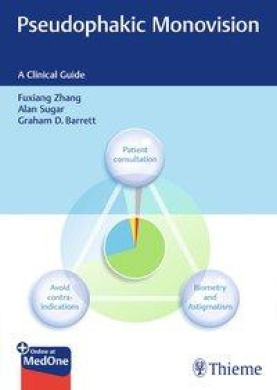 Pseudophakic Monovision
A Clinical Guide
Fuxiang Zhang
Alan Sugar
Graham D. Barrett
Patient
consultation
Avoid
contra-
indications
Biometry
and
Astigmatism
Online at
MedOne
Thieme